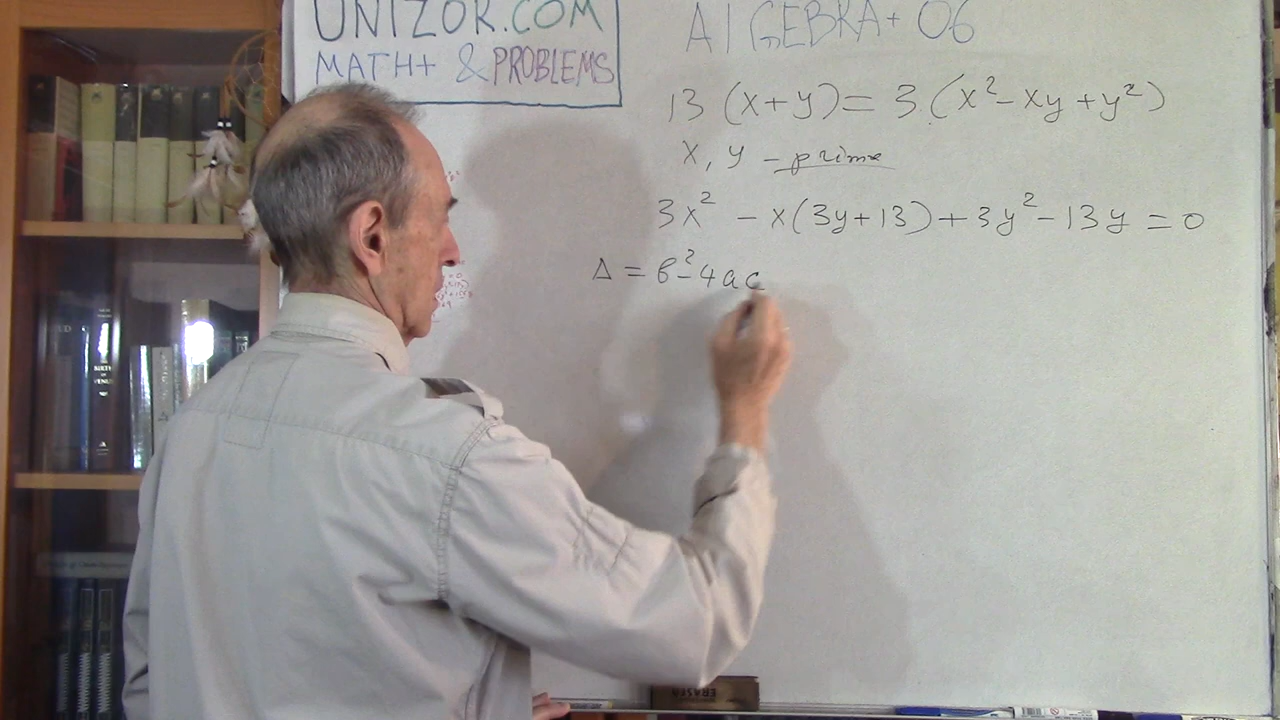 UNIZOR.COM
MATH+ & PROBLEMS
ALGEBRA+ 06
13 (x+y) = 3·(x² - xy + y²)
x, y - prime
3x² - x(3y+13) + 3y² - 13y = 0
Δ = b² - 4ac
ERASER